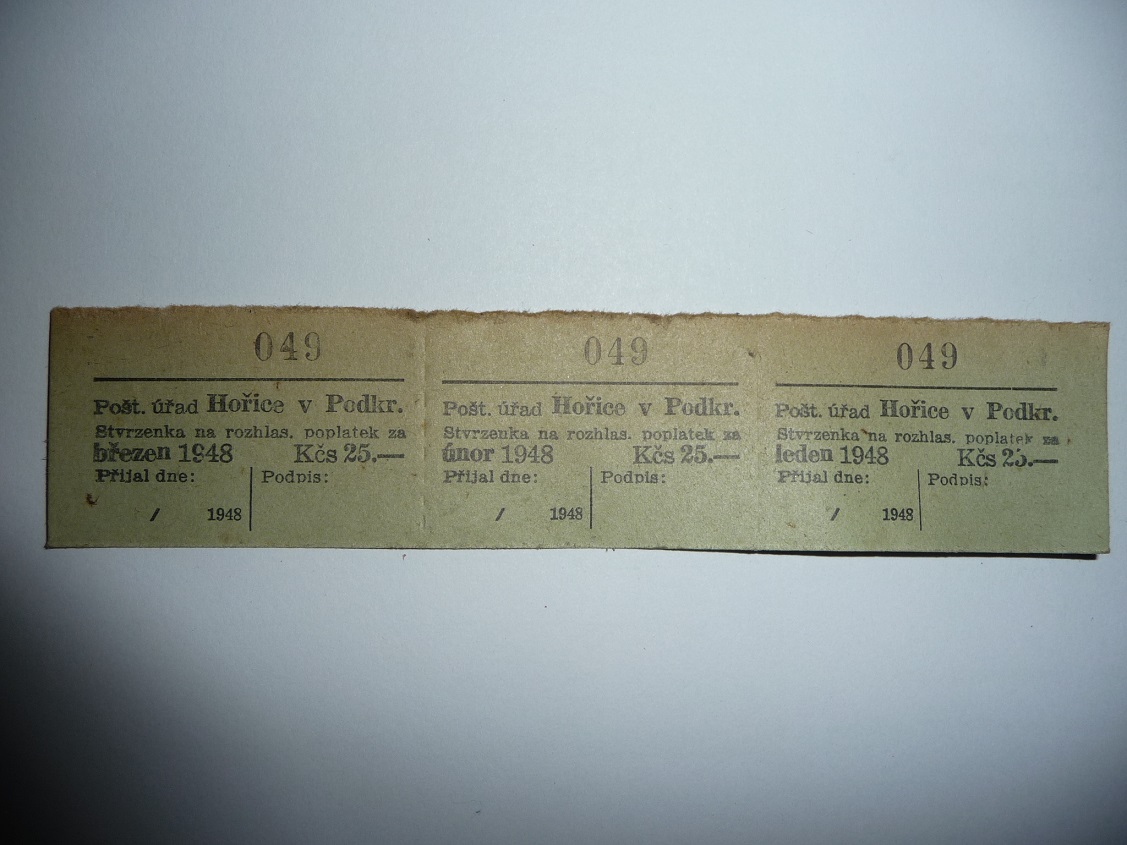 049
Pošt. úřad Hořice v Podkr.
Stvrzenka na rozhlas. poplatek za
březen 1948 Kčs 25.—
Přijal dne: Podpis:
/ 1948
049
Pošt. úřad Hořice v Podkr.
Stvrzenka na rozhlas. poplatek za
únor 1948 Kčs 25.—
Přijal dne: Podpis:
/ 1948
049
Pošt. úřad Hořice v Podkr.
Stvrzenka na rozhlas. poplatek za
leden 1948 Kčs 25.—
Přijal dne: Podpis:
/ 1948